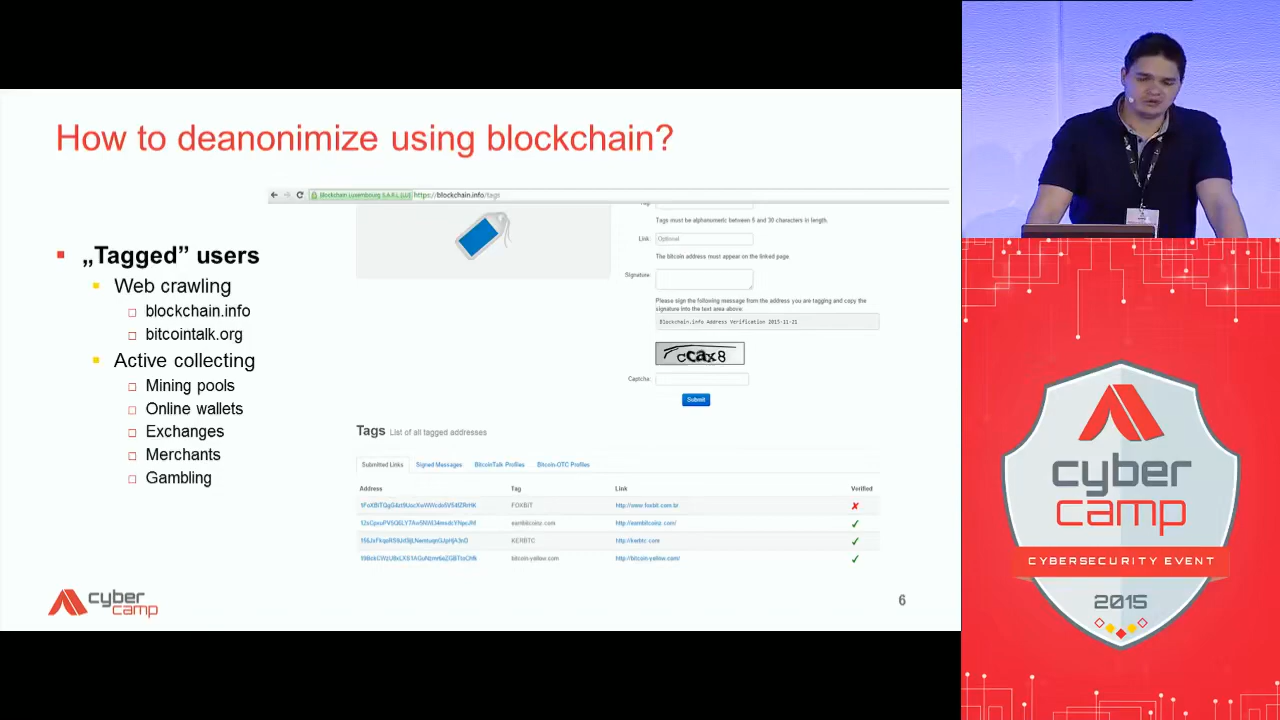 How to deanonimize using blockchain?
https://blockchain.info/tags
„Tagged” users
Web crawling
blockchain.info
bitcointalk.org
Active collecting
Mining pools
Online wallets
Exchanges
Merchants
Gambling
Tags must be alphanumeric between 5 and 30 characters in length.
Link: Optional
The bitcoin address must appear on the linked page.
Signature:
Please sign the following message from the address you are tagging and copy the
signature into the text area above:
Blockchain.info Address Verification 2015-11-21
ccax8
Captcha:
Submit
Tags List of all tagged addresses
Submitted Links Signed Messages BitcoinTalk Profiles Bitcoin-OTC Profiles
Address Tag Link Verified
FOXBIT http://www.foxbit.com.br
earnbitcoinz.com http://earnbitcoinz.com/
KERBTC http://kerbtc.com
bitcoin-yellow.com http://bitcoin-yellow.com/
cyber
camp
6
cyber
camp
CYBERSECURITY EVENT
2015